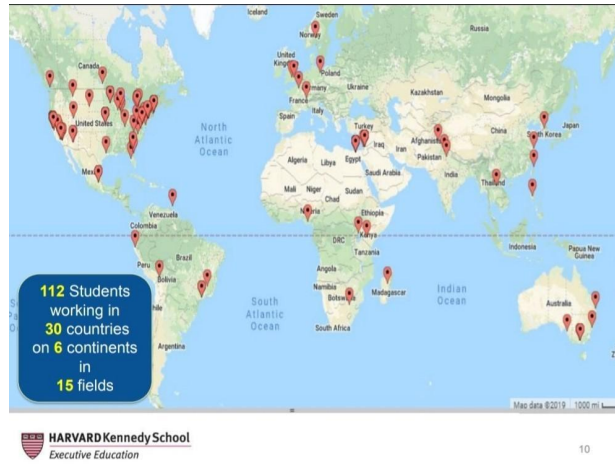 Iceland
Sweden
Norway
Russia
Canada
United
Kingdom
Poland
Germany
Ukraine
Kazakhstan
Mongolia
France
Italy
Spain
Turkey
United States
North
Atlantic
Ocean
China
South Korea
Japan
Iraq
Iran
Afghanistan
Pakistan
Algeria
Libya
Egypt
Saudi Arabia
India
Thailand
Mali
Niger
Sudan
Chad
Nigeria
Ethiopia
Venezuela
Colombia
DRC
Kenya
Tanzania
Indonesia
Papua New
Guinea
Peru
Brazil
Bolivia
Angola
Namibia
Botswana
Madagascar
Indian
Ocean
Australia
South
Atlantic
Ocean
South Africa
Argentina
112 Students
working in
30 countries
on 6 continents
in
15 fields
Map data ©2019 1000 mi
HARVARD Kennedy School
Executive Education
10